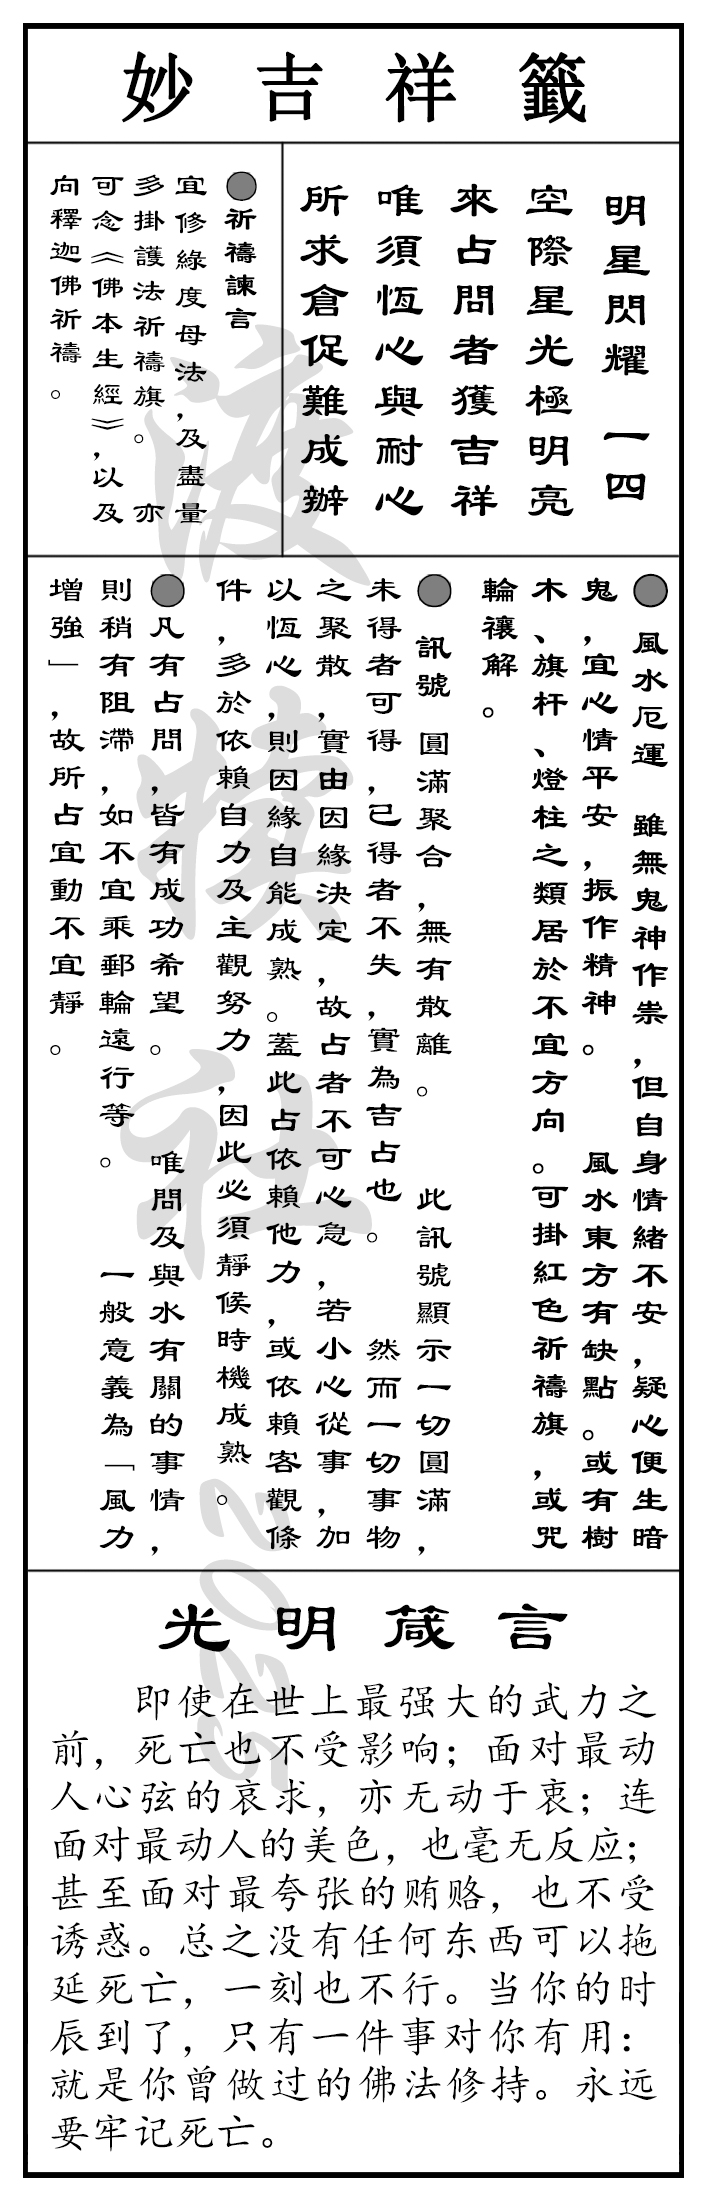 妙吉祥籤
明星閃耀　一四
空際星光極明亮
來占問者獲吉祥
唯須恆心與耐心
所求倉促難成辦
●祈禱諫言
宜修綠度母法，及盡量
多掛護法祈禱旗。亦
可念《佛本生經》，以及
向釋迦佛祈禱。
●風水厄運　雖無鬼神作祟，但自身情緒不安，疑心便生暗
鬼，宜心情平安，振作精神。　風水東方有缺點。或有樹
木、旗杆、燈柱之類居於不宜方向。可掛紅色祈禱旗，或咒
輪禳解。
●訊號　圓滿聚合，無有散離。　此訊號顯示一切圓滿，
未得者可得，已得者不失，實為吉占也。　然而一切事物
之聚散，實由因緣決定，故占者不可心急，若小心從事，加
以恆心，則因緣自能成熟。蓋此占依賴他力，或依賴客觀條
件，多於依賴自力及主觀努力，因此必須靜候時機成熟。
●凡有占問，皆有成功希望。　唯問及與水有關的事情，
則稍有阻滯，如不宜乘郵輪遠行等。　一般意義為「風力
增強」，故所占宜動不宜靜。
渡犢社2025
光明箴言
即使在世上最强大的武力之
前，死亡也不受影响；面对最动
人心弦的哀求，亦无动于衷；连
面对最动人的美色，也毫无反应；
甚至面对最夸张的贿赂，也不受
诱惑。总之没有任何东西可以拖
延死亡，一刻也不行。当你的时
辰到了，只有一件事对你有用：
就是你曾做过的佛法修持。永远
要牢记死亡。